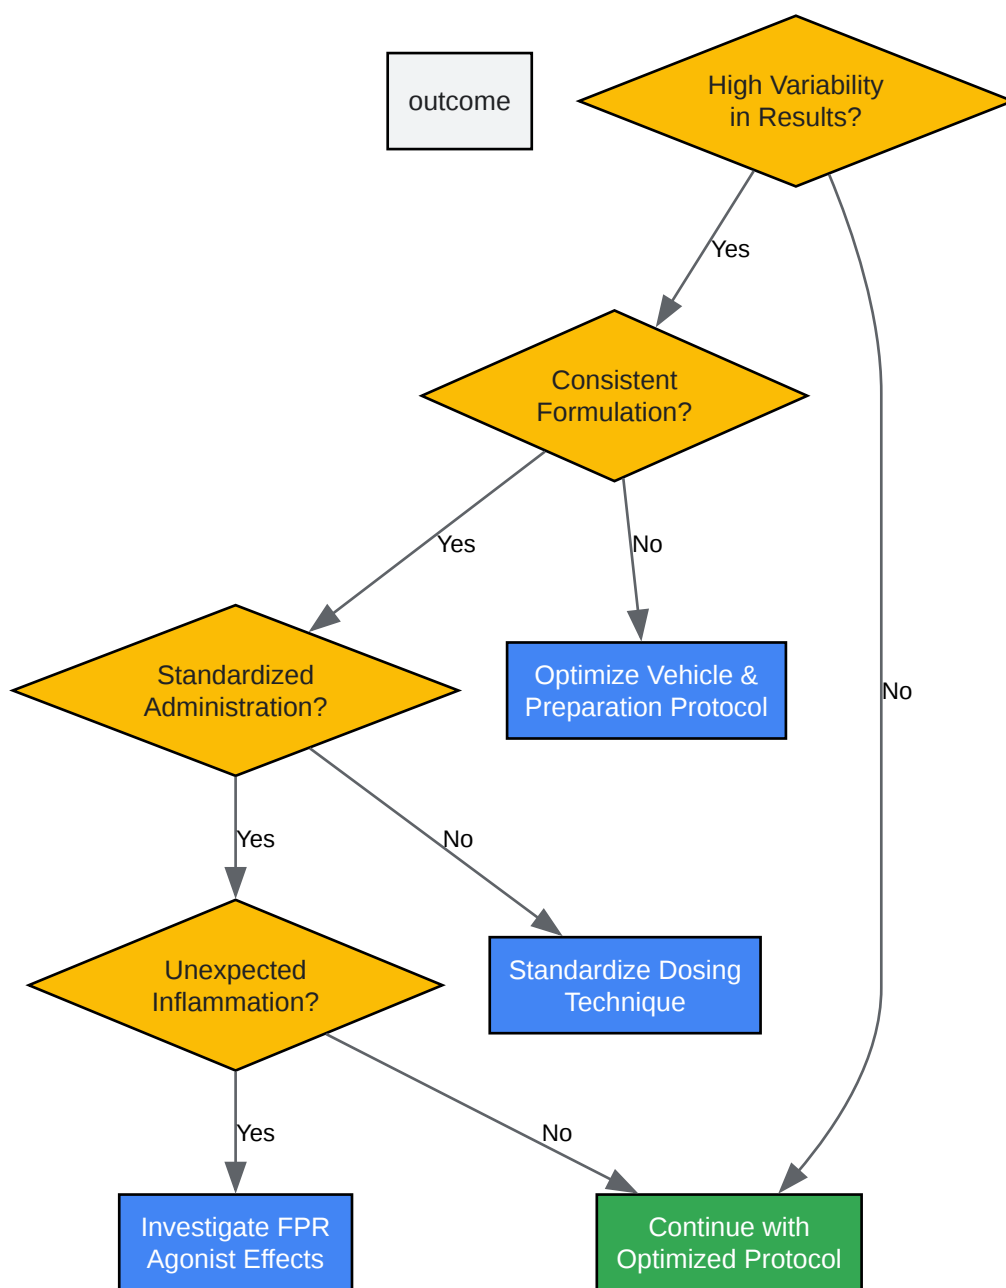 outcome
High Variability
in Results?
Yes
Consistent
Formulation?
Yes
No
Standardized
Administration?
Optimize Vehicle &
Preparation Protocol
No
Yes
No
Unexpected
Inflammation?
Standardize Dosing
Technique
Yes
No
Investigate FPR
Agonist Effects
Continue with
Optimized Protocol